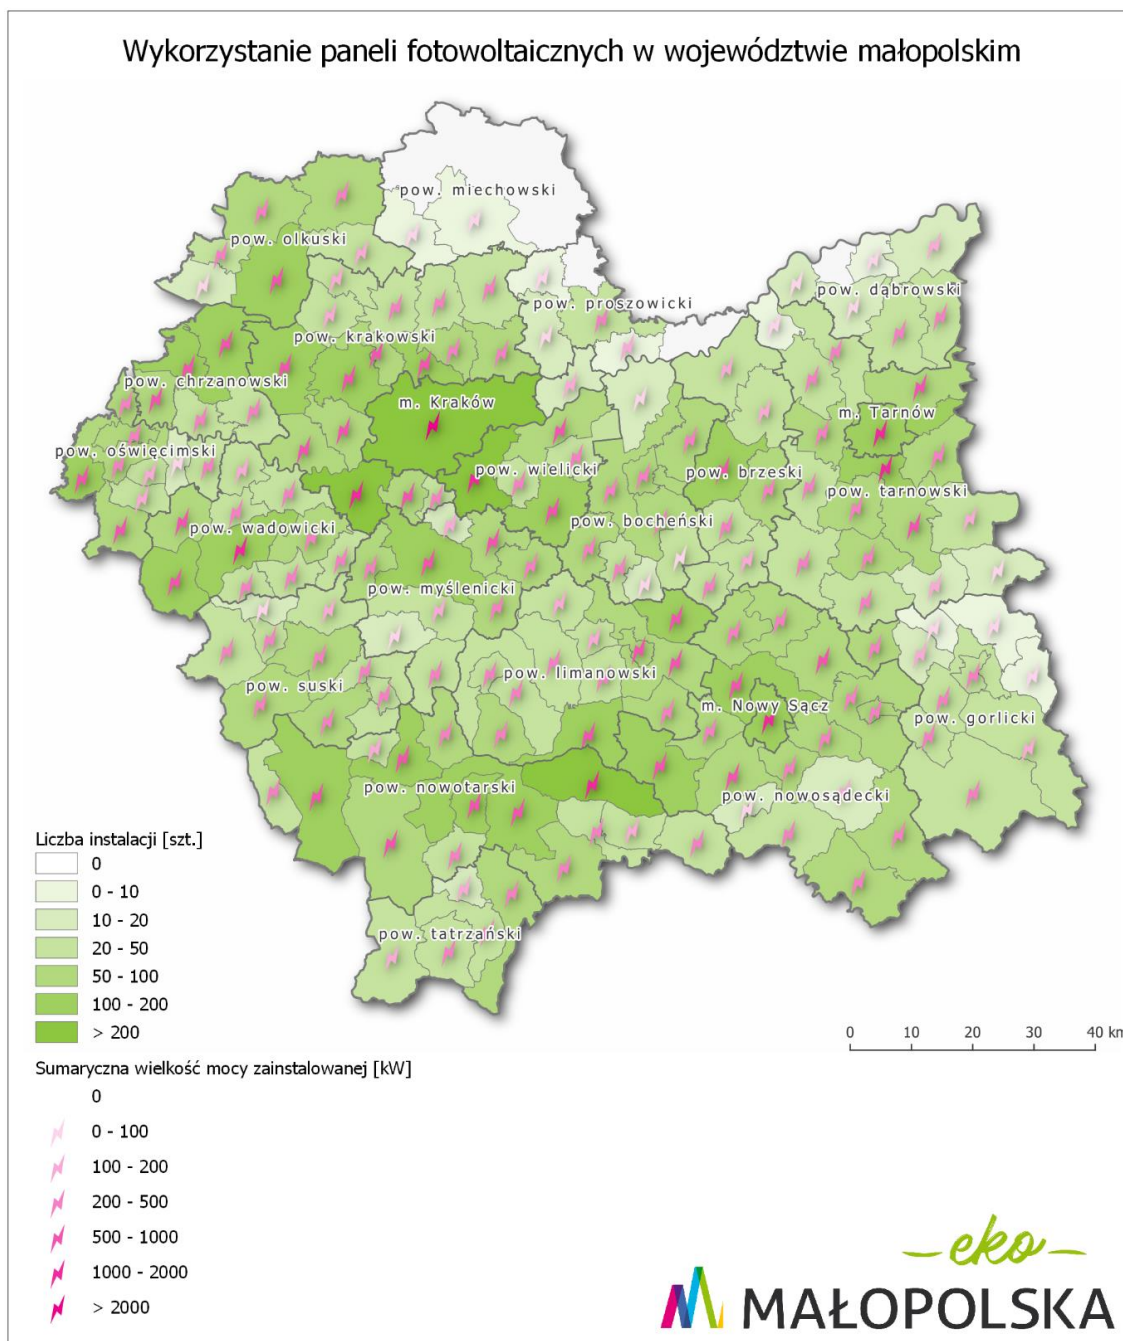 Wykorzystanie paneli fotowoltaicznych w województwie małopolskim
pow. miechowski
pow. olkuski
pow. dąbrowski
pow. proszowicki
pow. krakowski
pow. chrzanowski
m. Kraków
m. Tarnów
pow. oświęcimski
pow. wielicki
pow. brzeski
pow. tarnowski
pow. bocheński
pow. wadowicki
pow. myślenicki
pow. limanowski
pow. suski
m. Nowy Sącz
pow. gorlicki
pow. nowotarski
pow. nowosądecki
pow. tatrzański
Liczba instalacji [szt.]
0
0 - 10
10 - 20
20 - 50
50 - 100
100 - 200
> 200
0 10 20 30 40 km
Sumaryczna wielkość mocy zainstalowanej [kW]
0
0 - 100
100 - 200
200 - 500
500 - 1000
1000 - 2000
> 2000
eko
MAŁOPOLSKA